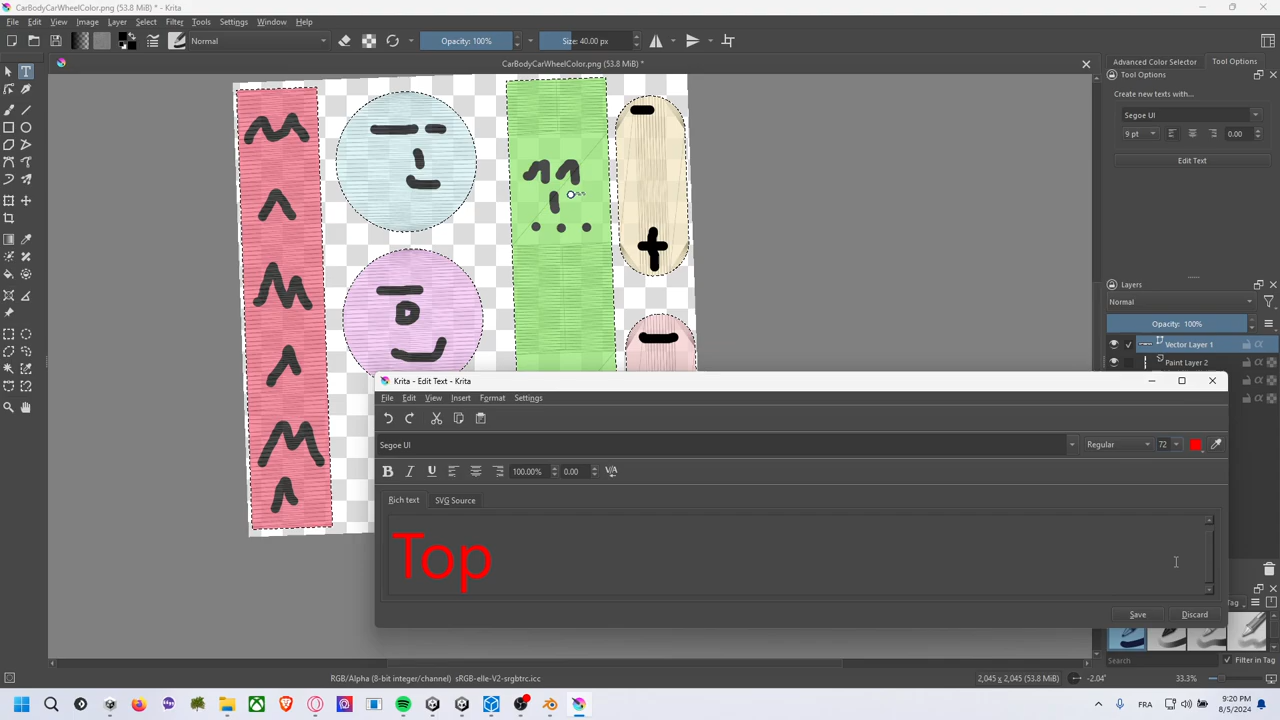 CarBodyCarWheelColor.png (53.8 MiB) * - Krita
File Edit View Image Layer Select Filter Tools Settings Window Help
Normal Opacity: 100% Size: 40.00 px
CarBodyCarWheelColor.png (53.8 MiB) *
Advanced Color Selector Tool Options
Tool Options
Create new texts with...
Segoe UI
0.00
Edit Text
Layers
Normal
Opacity: 100%
Vector Layer 1
Paint Layer 2
Krita - Edit Text - Krita
File Edit View Insert Format Settings
Segoe UI Regular 72
100.00% 0.00
Rich text SVG Source
Top
Save Discard
Tag
Search Filter in Tag
RGB/Alpha (8-bit integer/channel) sRGB-elle-V2-srgbtrc.icc 2,045 x 2,045 (53.8 MiB) -2.04° 33.3%
FRA 9:20 PM
8/5/2024